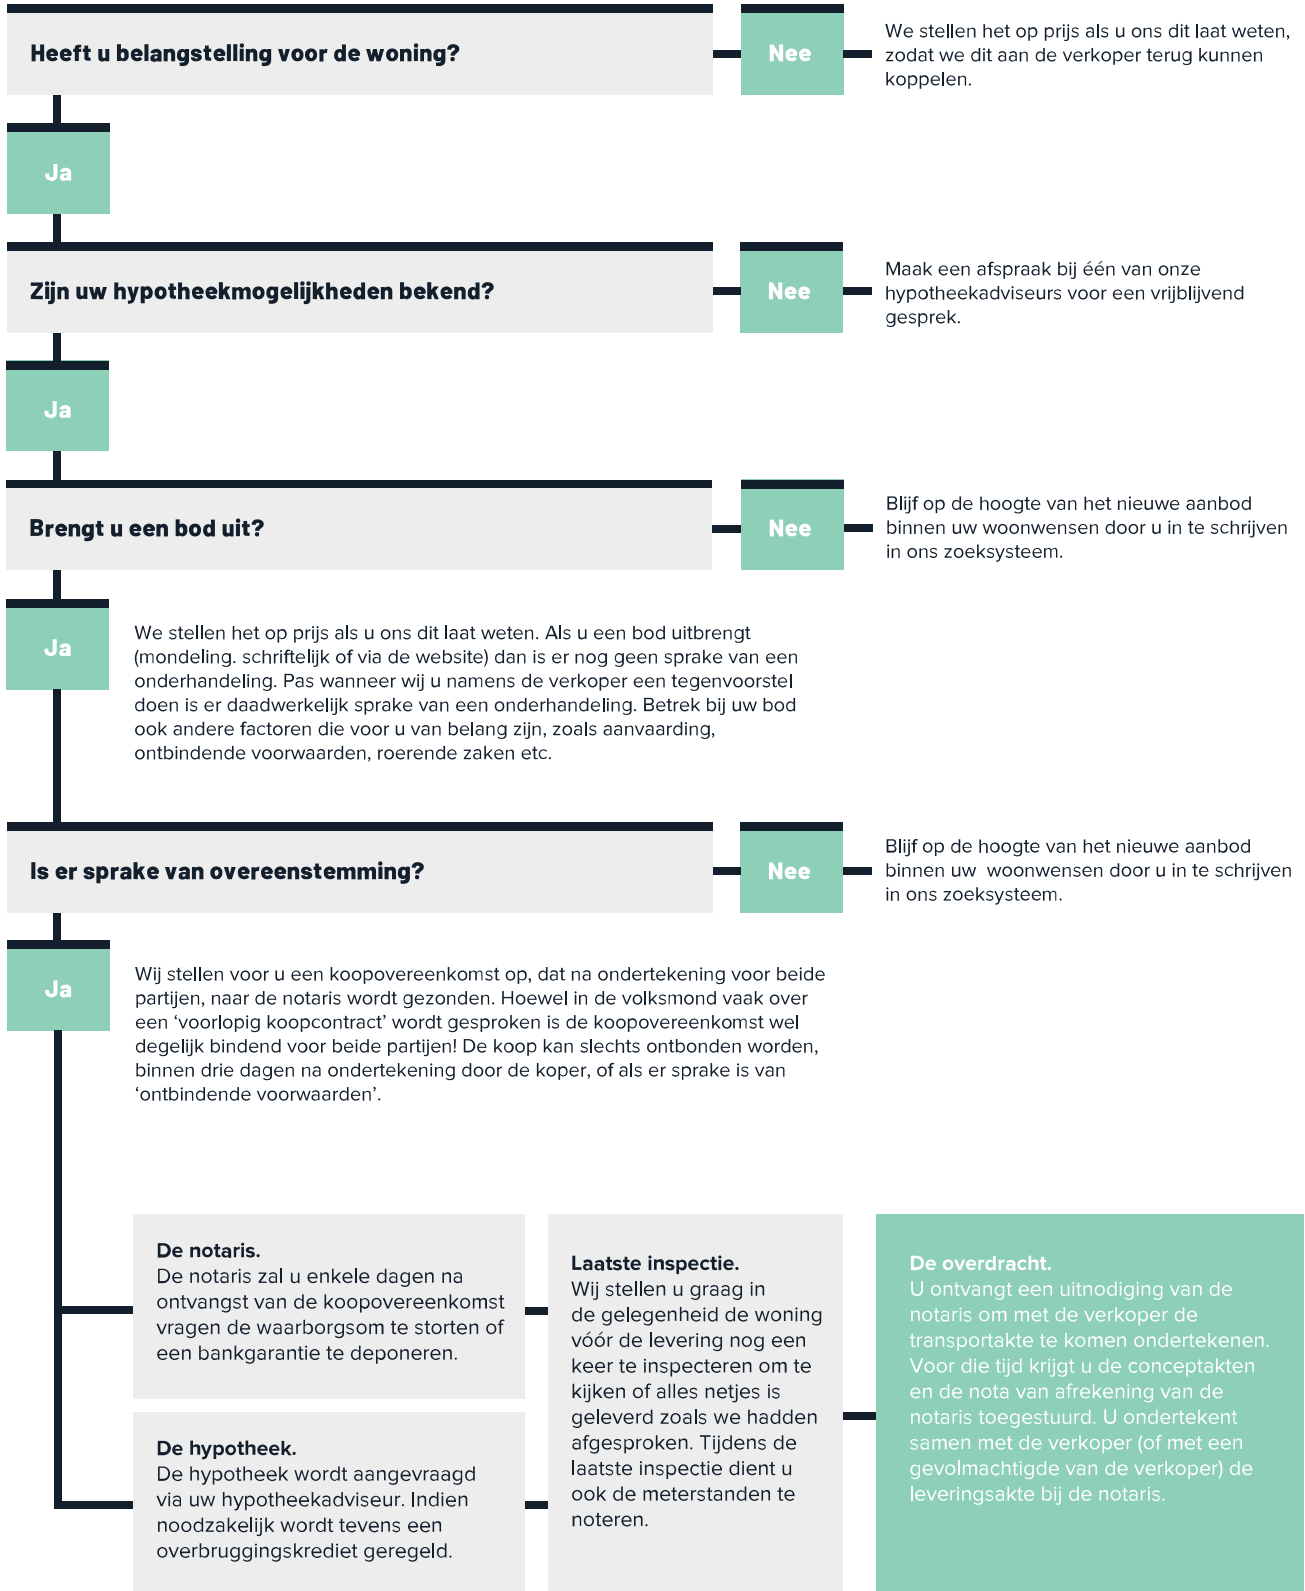 Heeft u belangstelling voor de woning?
Nee
We stellen het op prijs als u ons dit laat weten,
zodat we dit aan de verkoper terug kunnen
koppelen.
Ja
Zijn uw hypotheekmogelijkheden bekend?
Nee
Maak een afspraak bij één van onze
hypotheekadviseurs voor een vrijblijvend
gesprek.
Ja
Brengt u een bod uit?
Nee
Blijf op de hoogte van het nieuwe aanbod
binnen uw woonwensen door u in te schrijven
in ons zoeksysteem.
Ja
We stellen het op prijs als u ons dit laat weten. Als u een bod uitbrengt
(mondeling. schriftelijk of via de website) dan is er nog geen sprake van een
onderhandeling. Pas wanneer wij u namens de verkoper een tegenvoorstel
doen is er daadwerkelijk sprake van een onderhandeling. Betrek bij uw bod
ook andere factoren die voor u van belang zijn, zoals aanvaarding,
ontbindende voorwaarden, roerende zaken etc.
Is er sprake van overeenstemming?
Nee
Blijf op de hoogte van het nieuwe aanbod
binnen uw woonwensen door u in te schrijven
in ons zoeksysteem.
Ja
Wij stellen voor u een koopovereenkomst op, dat na ondertekening voor beide
partijen, naar de notaris wordt gezonden. Hoewel in de volksmond vaak over
een ‘voorlopig koopcontract’ wordt gesproken is de koopovereenkomst wel
degelijk bindend voor beide partijen! De koop kan slechts ontbonden worden,
binnen drie dagen na ondertekening door de koper, of als er sprake is van
‘ontbindende voorwaarden’.
De notaris.
De notaris zal u enkele dagen na
ontvangst van de koopovereenkomst
vragen de waarborgsom te storten of
een bankgarantie te deponeren.
De hypotheek.
De hypotheek wordt aangevraagd
via uw hypotheekadviseur. Indien
noodzakelijk wordt tevens een
overbruggingskrediet geregeld.
Laatste inspectie.
Wij stellen u graag in
de gelegenheid de woning
vóór de levering nog een
keer te inspecteren om te
kijken of alles netjes is
geleverd zoals we hadden
afgesproken. Tijdens de
laatste inspectie dient u
ook de meterstanden te
noteren.
De overdracht.
U ontvangt een uitnodiging van de
notaris om met de verkoper de
transportakte te komen ondertekenen.
Voor die tijd krijgt u de conceptakten
en de nota van afrekening van de
notaris toegestuurd. U ondertekent
samen met de verkoper (of met een
gevolmachtigde van de verkoper) de
leveringsakte bij de notaris.